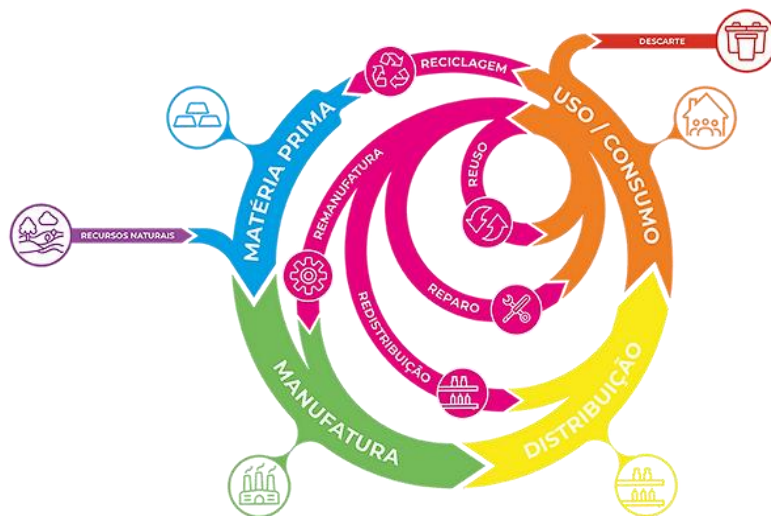 DESCARTE
RECICLAGEM
USO / CONSUMO
MATÉRIA PRIMA
REUSO
REMANUFATURA
RECURSOS NATURAIS
REPARO
REDISTRIBUIÇÃO
MANUFATURA
DISTRIBUIÇÃO